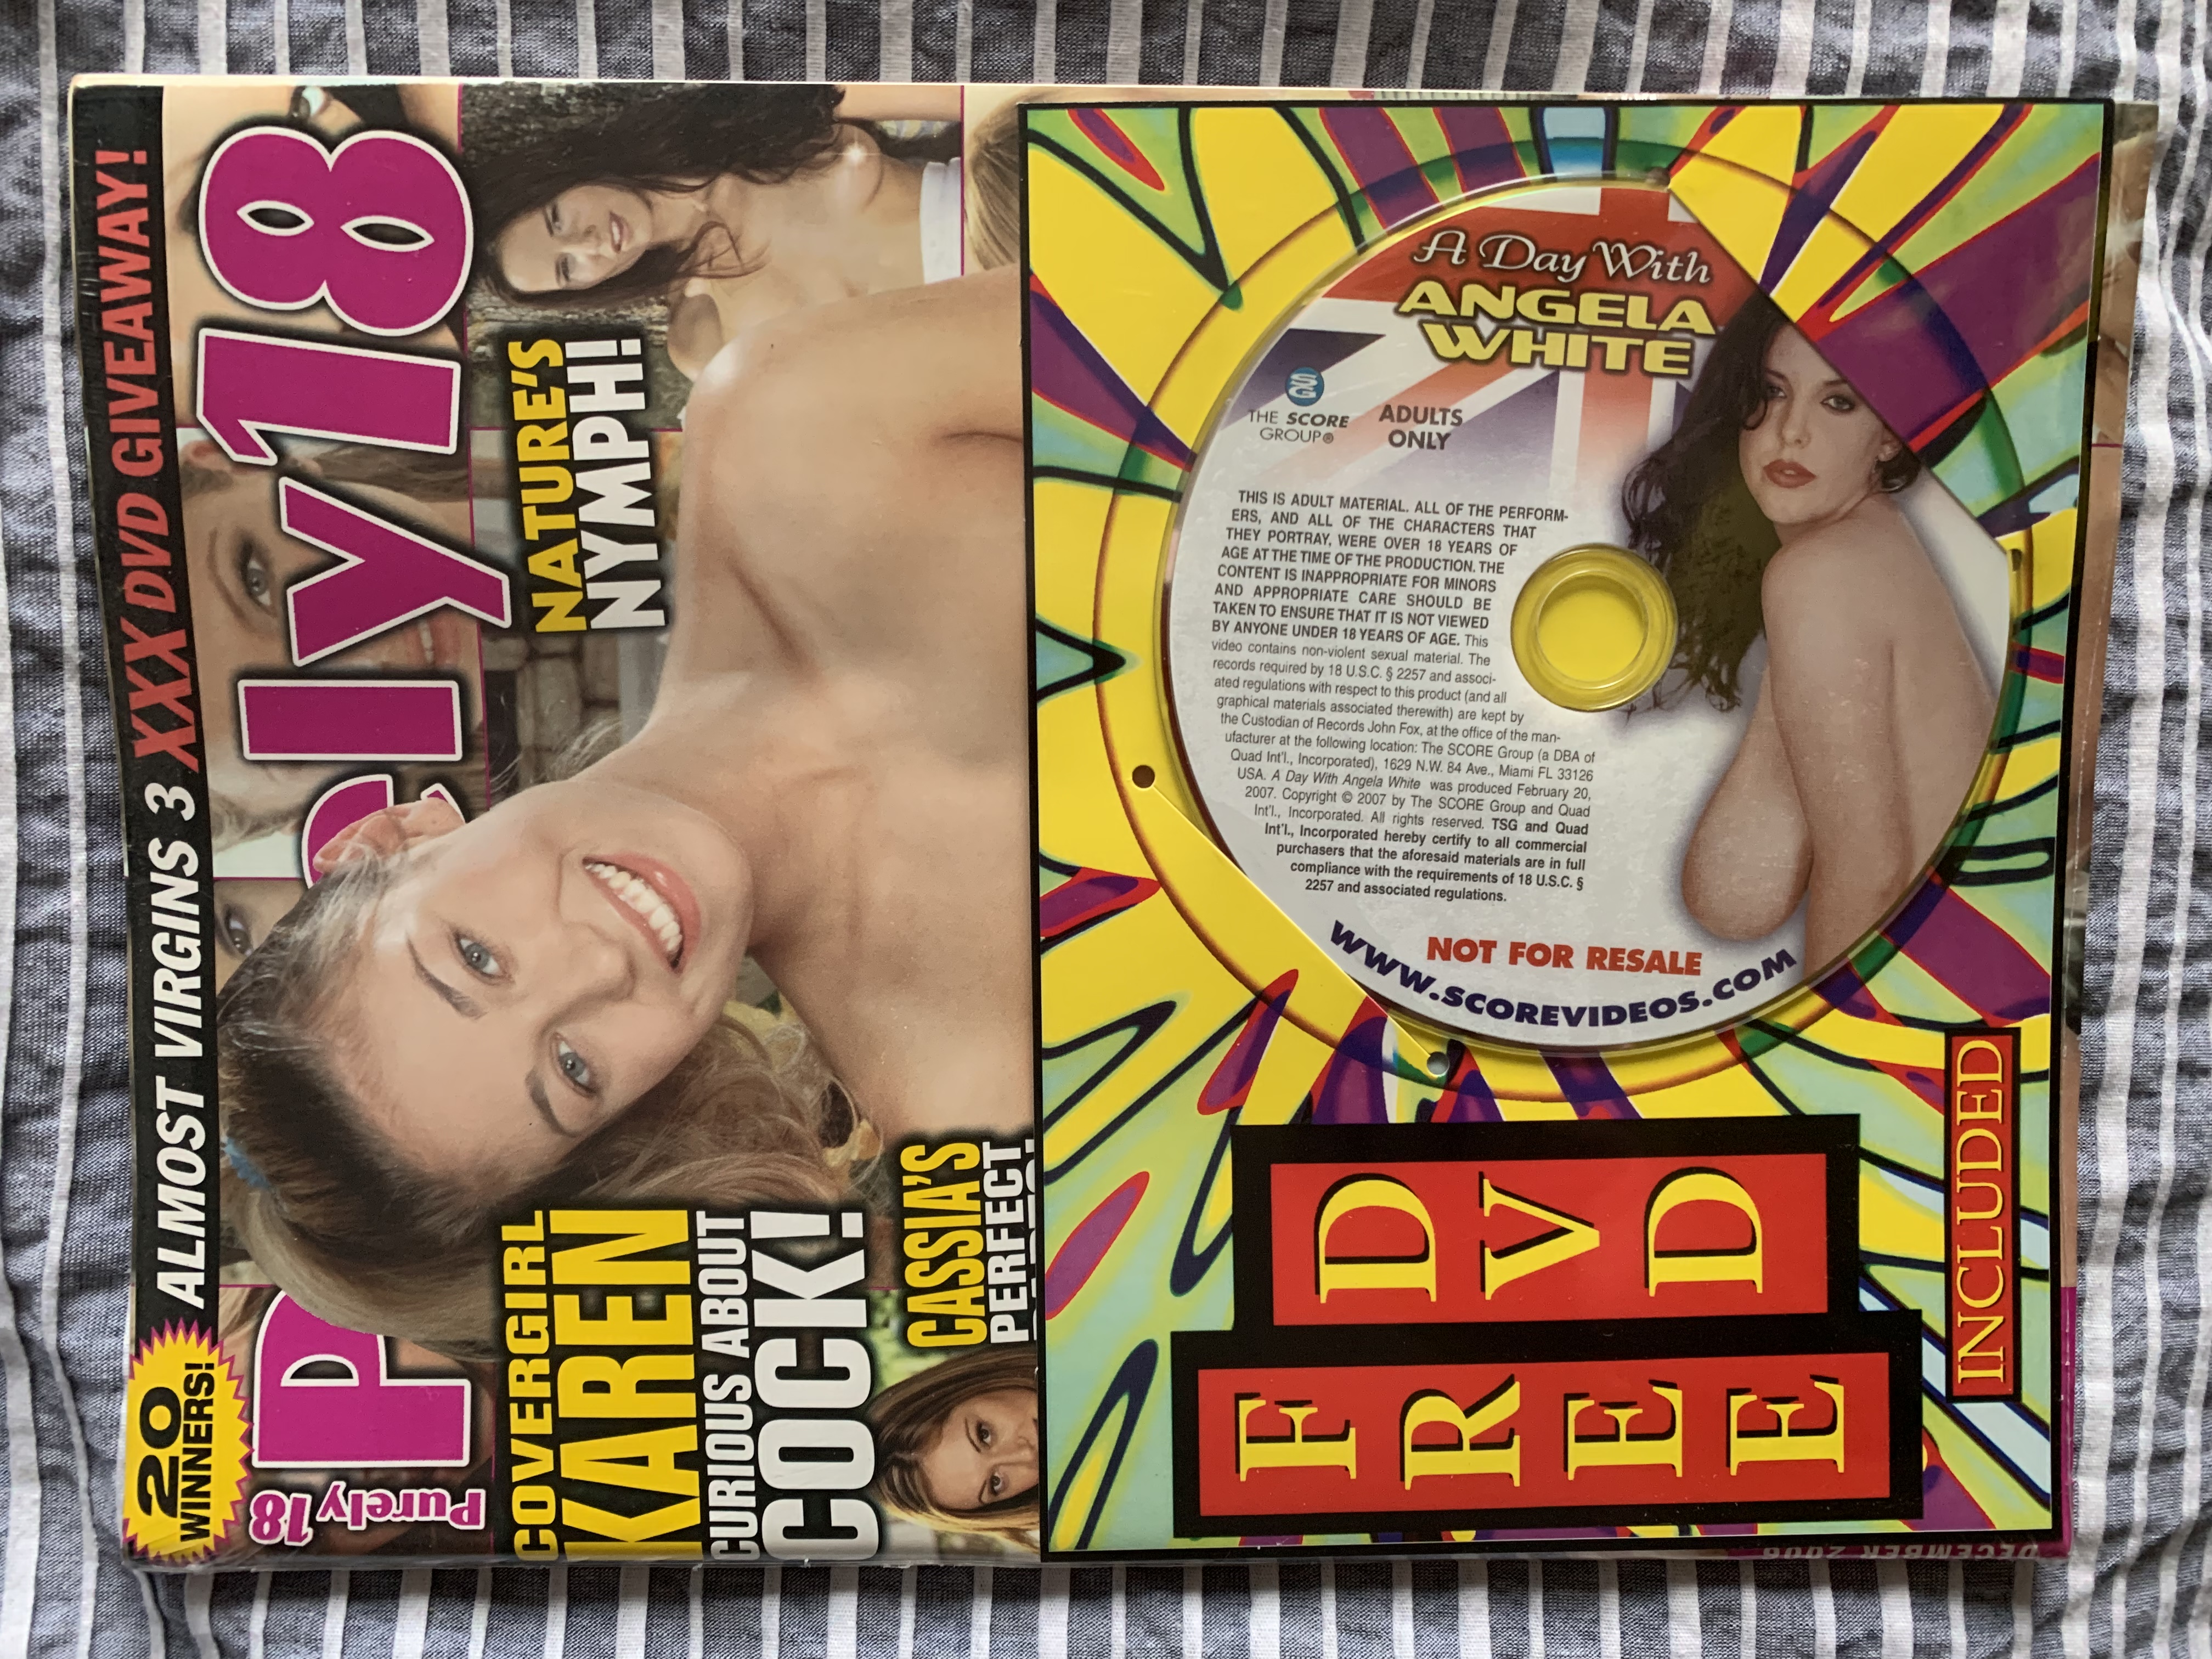 20
WINNERS!
ALLMOST VIRGINS 3 XXX DVD GIVEAWAY!
Purely 18
P ely18
COVERGIRL
KAREN
CURIOUS ABOUT
COCK!
NATURE'S
NYMPH!
CASSIA'S
PERFECT
FREE
DVD
INCLUDED
A Day With
ANGELA
WHITE
SG
THE SCORE
GROUP®
ADULTS
ONLY
THIS IS ADULT MATERIAL. ALL OF THE PERFORM-
ERS, AND ALL OF THE CHARACTERS THAT
THEY PORTRAY, WERE OVER 18 YEARS OF
AGE AT THE TIME OF THE PRODUCTION. THE
CONTENT IS INAPPROPRIATE FOR MINORS
AND APPROPRIATE CARE SHOULD BE
TAKEN TO ENSURE THAT IT IS NOT VIEWED
BY ANYONE UNDER 18 YEARS OF AGE. This
video contains non-violent sexual material. The
records required by 18 U.S.C. § 2257 and associ-
ated regulations with respect to this product (and all
graphical materials associated therewith) are kept by
the Custodian of Records John Fox, at the office of the man-
ufacturer at the following location: The SCORE Group (a DBA of
Quad Int'l., Incorporated), 1629 N.W. 84 Ave., Miami FL 33126
USA. A Day With Angela White was produced February 20,
2007. Copyright © 2007 by The SCORE Group and Quad
Int'l., Incorporated. All rights reserved. TSG and Quad
Int'l., Incorporated hereby certify to all commercial
purchasers that the aforesaid materials are in full
compliance with the requirements of 18 U.S.C. §
2257 and associated regulations.
NOT FOR RESALE
WWW.SCOREVIDEOS.COM
DECEMBER 2008